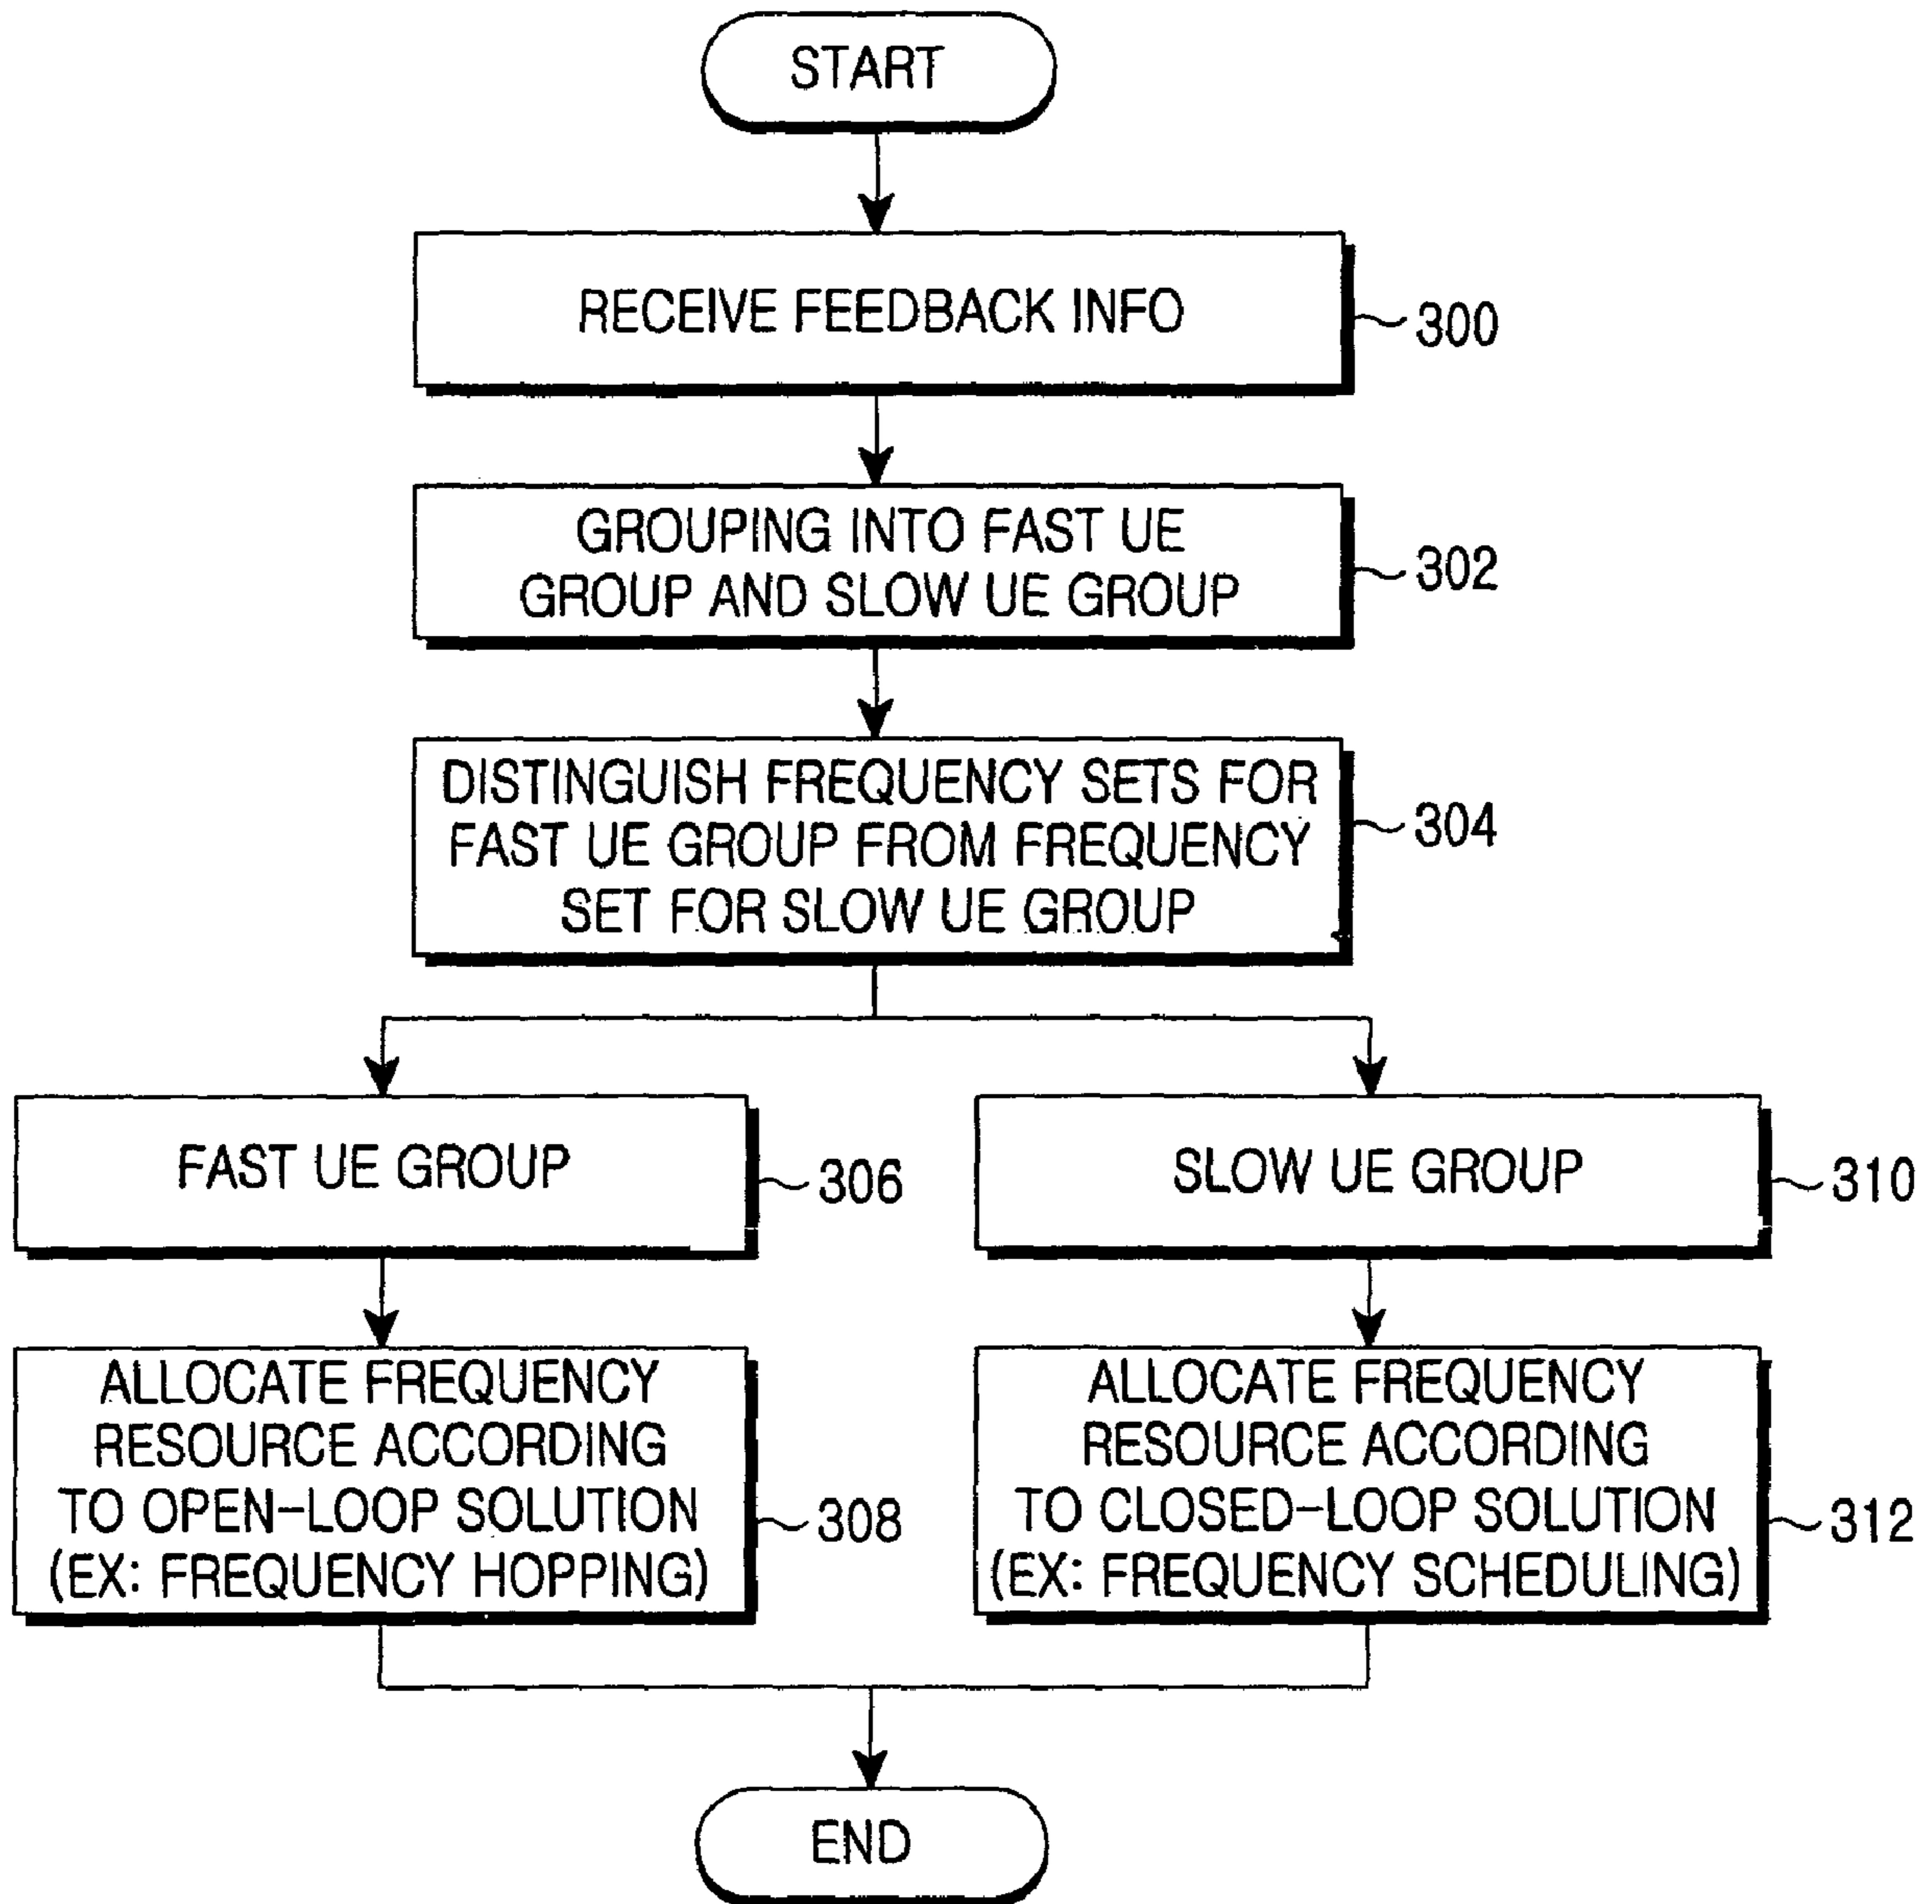 START
RECEIVE FEEDBACK INFO
300
GROUPING INTO FAST UE
GROUP AND SLOW UE GROUP
302
DISTINGUISH FREQUENCY SETS FOR
FAST UE GROUP FROM FREQUENCY
SET FOR SLOW UE GROUP
304
FAST UE GROUP
306
SLOW UE GROUP
310
ALLOCATE FREQUENCY
RESOURCE ACCORDING
TO OPEN-LOOP SOLUTION
(EX: FREQUENCY HOPPING)
308
ALLOCATE FREQUENCY
RESOURCE ACCORDING
TO CLOSED-LOOP SOLUTION
(EX: FREQUENCY SCHEDULING)
312
END